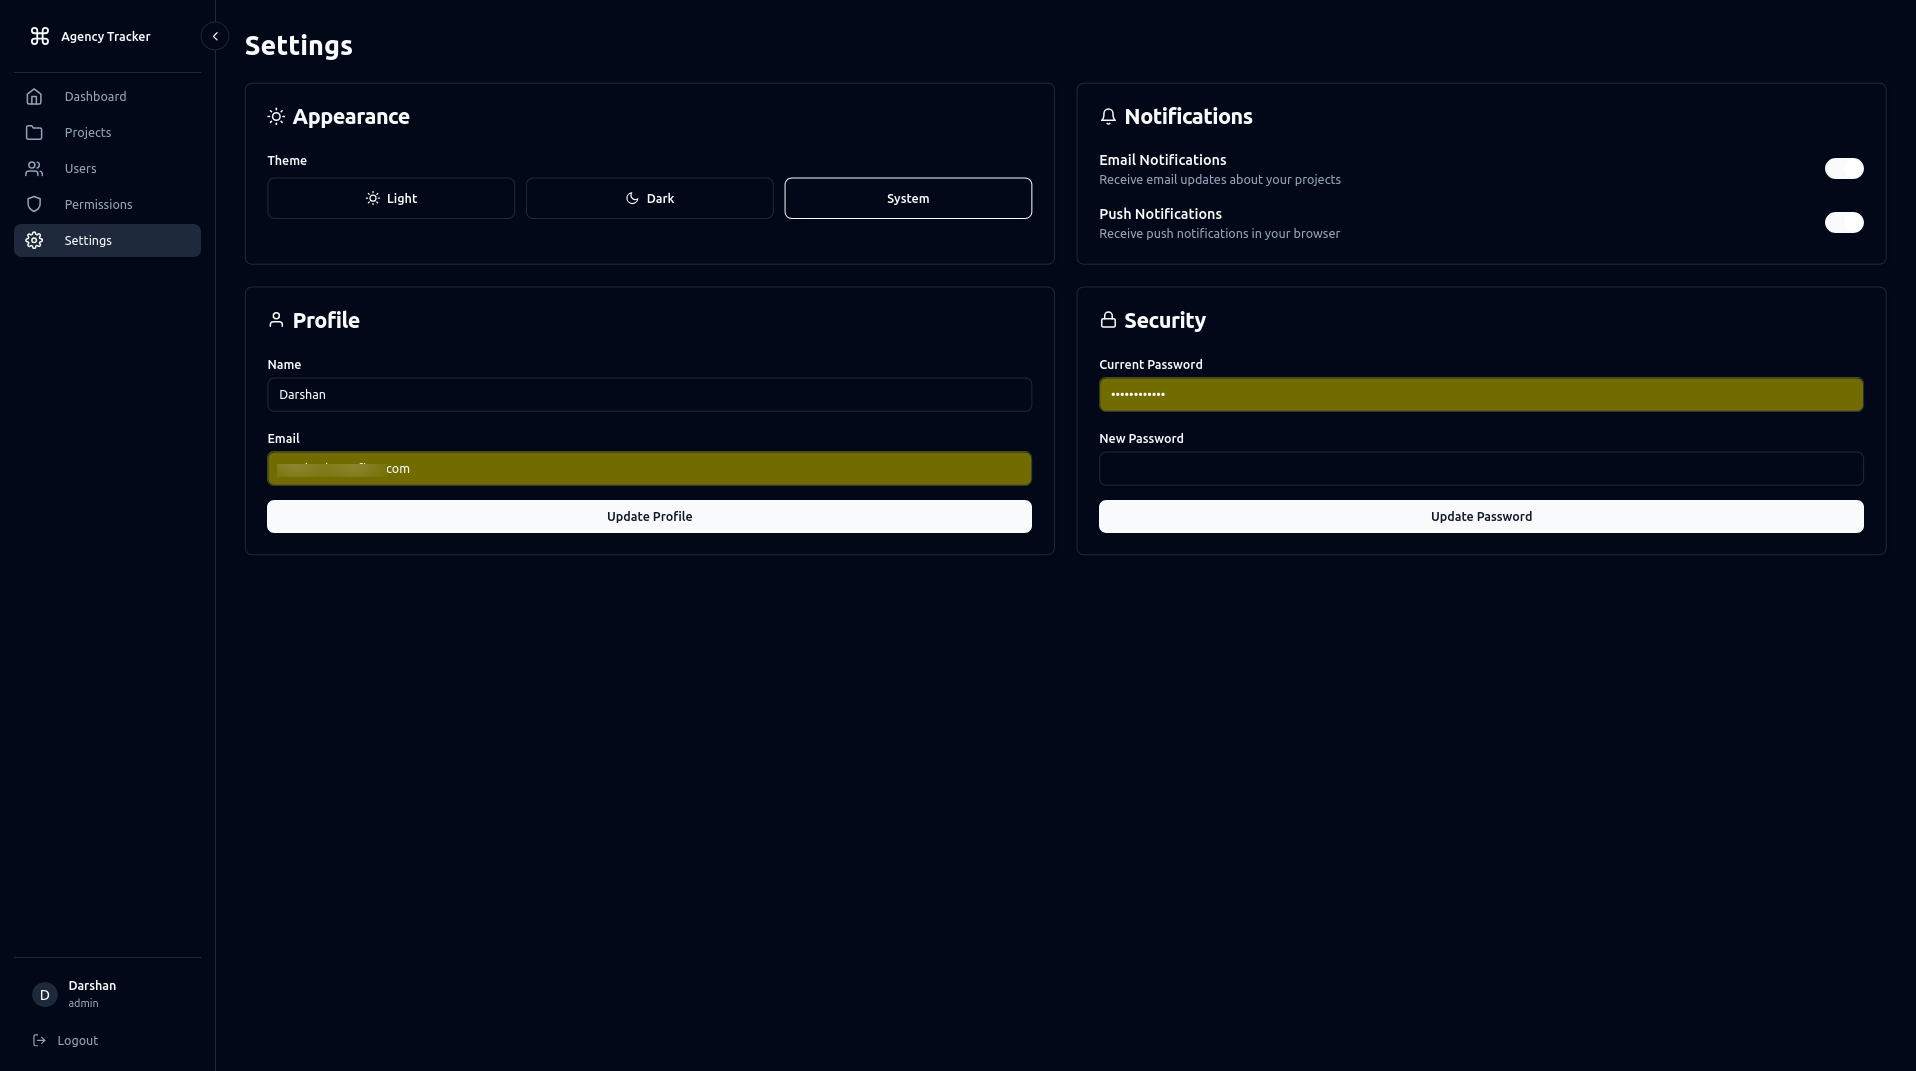 Agency Tracker
Dashboard
Projects
Users
Permissions
Settings
Darshan
admin
Logout
Settings
Appearance
Theme
Light
Dark
System
Notifications
Email Notifications
Receive email updates about your projects
Push Notifications
Receive push notifications in your browser
Profile
Name
Darshan
Email
com
Update Profile
Security
Current Password
••••••••••••
New Password
Update Password
D